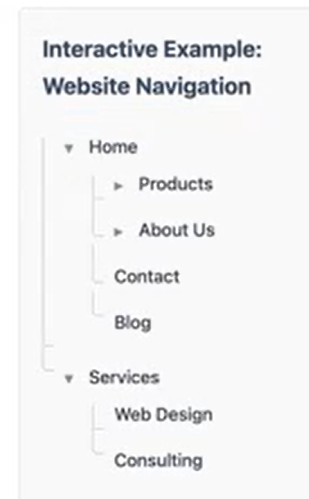 Interactive Example:
Website Navigation
Home
Products
About Us
Contact
Blog
Services
Web Design
Consulting